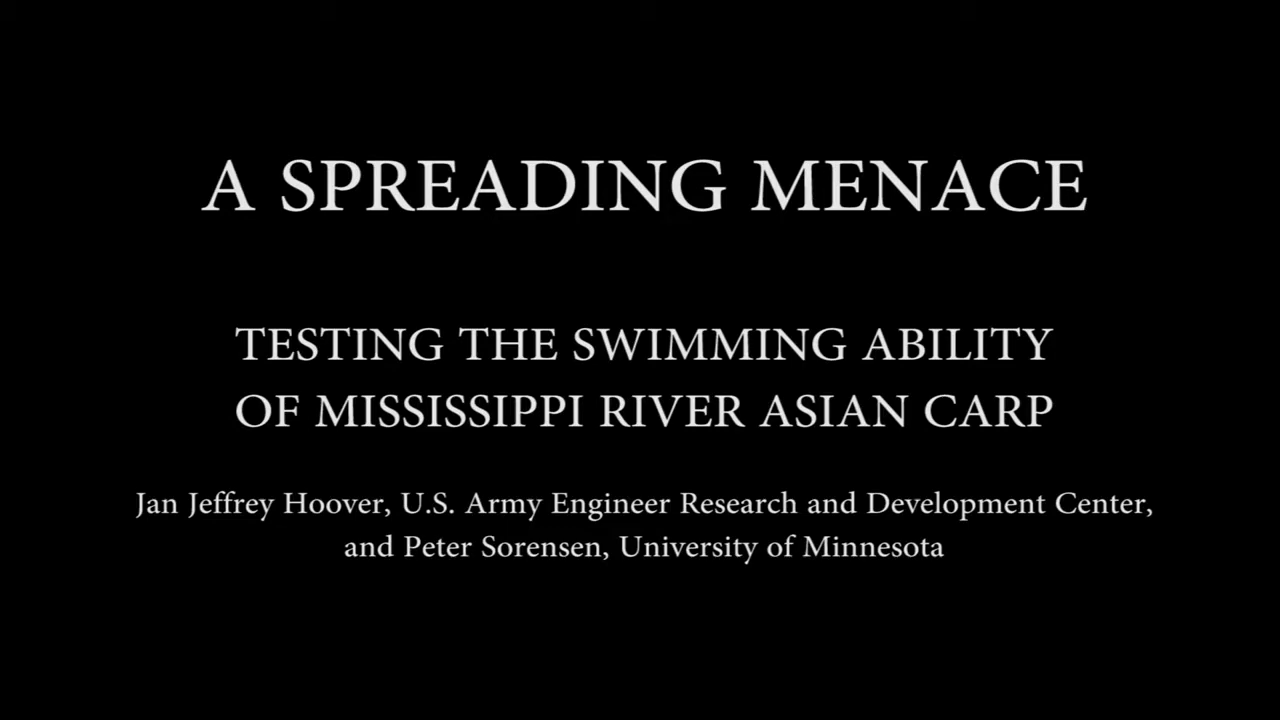 A SPREADING MENACE
TESTING THE SWIMMING ABILITY
OF MISSISSIPPI RIVER ASIAN CARP
Jan Jeffrey Hoover, U.S. Army Engineer Research and Development Center,
and Peter Sorensen, University of Minnesota